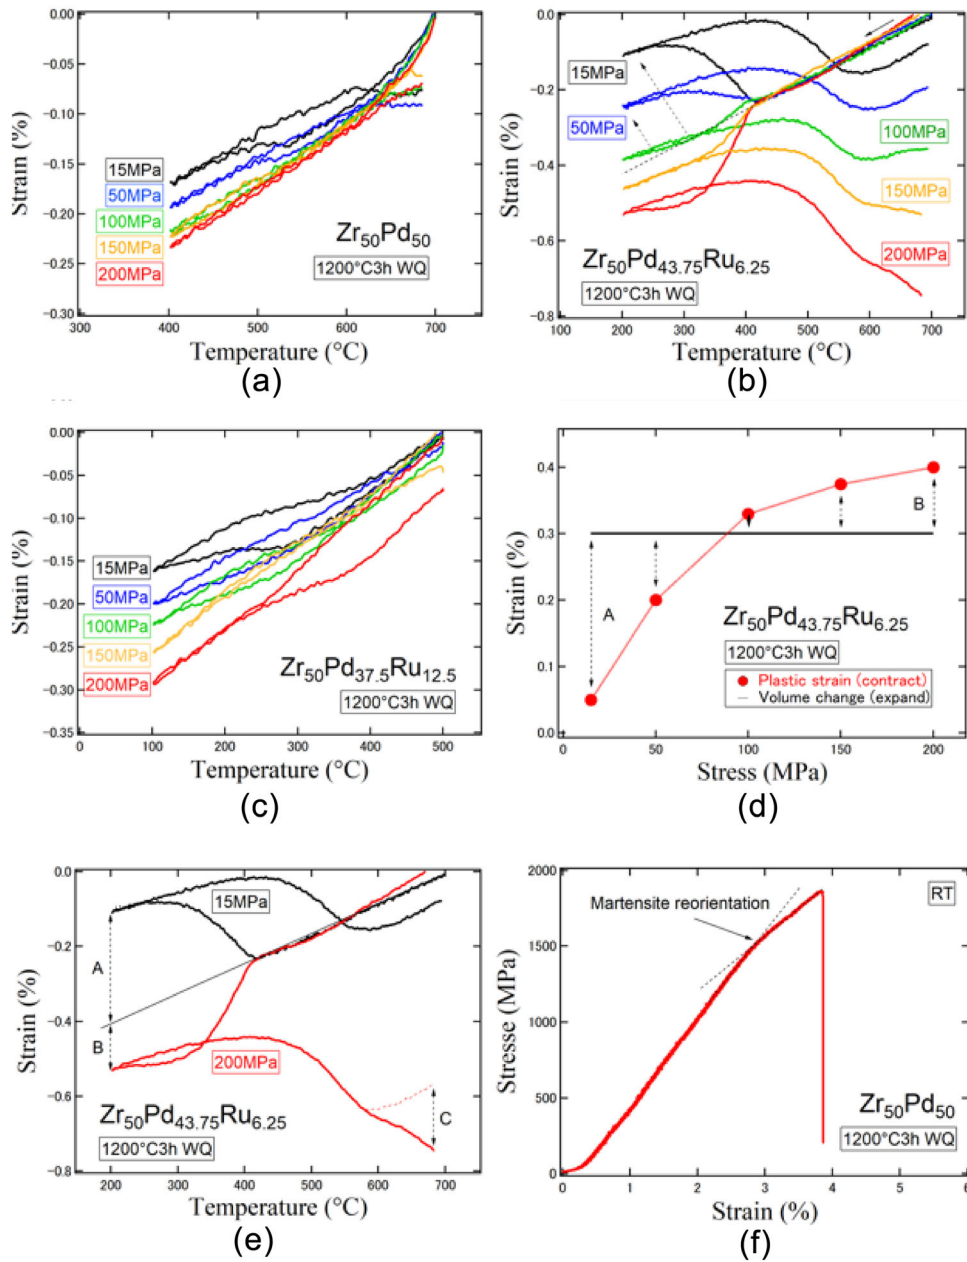 0.00
−0.05
−0.10
−0.15
−0.20
−0.25
−0.30
Strain (%)
15MPa
50MPa
100MPa
150MPa
200MPa
Zr50Pd50
1200°C3h WQ
300 400 500 600 700
Temperature (°C)
(a)
0.0
−0.2
−0.4
−0.6
−0.8
Strain (%)
15MPa
50MPa
100MPa
150MPa
200MPa
Zr50Pd43.75Ru6.25
1200°C3h WQ
100 200 300 400 500 600 700
Temperature (°C)
(b)
0.00
−0.05
−0.10
−0.15
−0.20
−0.25
−0.30
−0.35
Strain (%)
15MPa
50MPa
100MPa
150MPa
200MPa
Zr50Pd37.5Ru12.5
1200°C3h WQ
0 100 200 300 400 500
Temperature (°C)
(c)
0.4
0.3
0.2
0.1
0.0
Strain (%)
A
B
Zr50Pd43.75Ru6.25
1200°C3h WQ
Plastic strain (contract)
Volume change (expand)
0 50 100 150 200
Stress (MPa)
(d)
0.0
−0.2
−0.4
−0.6
−0.8
Strain (%)
15MPa
A
B
200MPa
C
Zr50Pd43.75Ru6.25
1200°C3h WQ
200 300 400 500 600 700
Temperature (°C)
(e)
2000
1500
1000
500
0
Stresse (MPa)
RT
Martensite reorientation
Zr50Pd50
1200°C3h WQ
0 1 2 3 4 5 6
Strain (%)
(f)